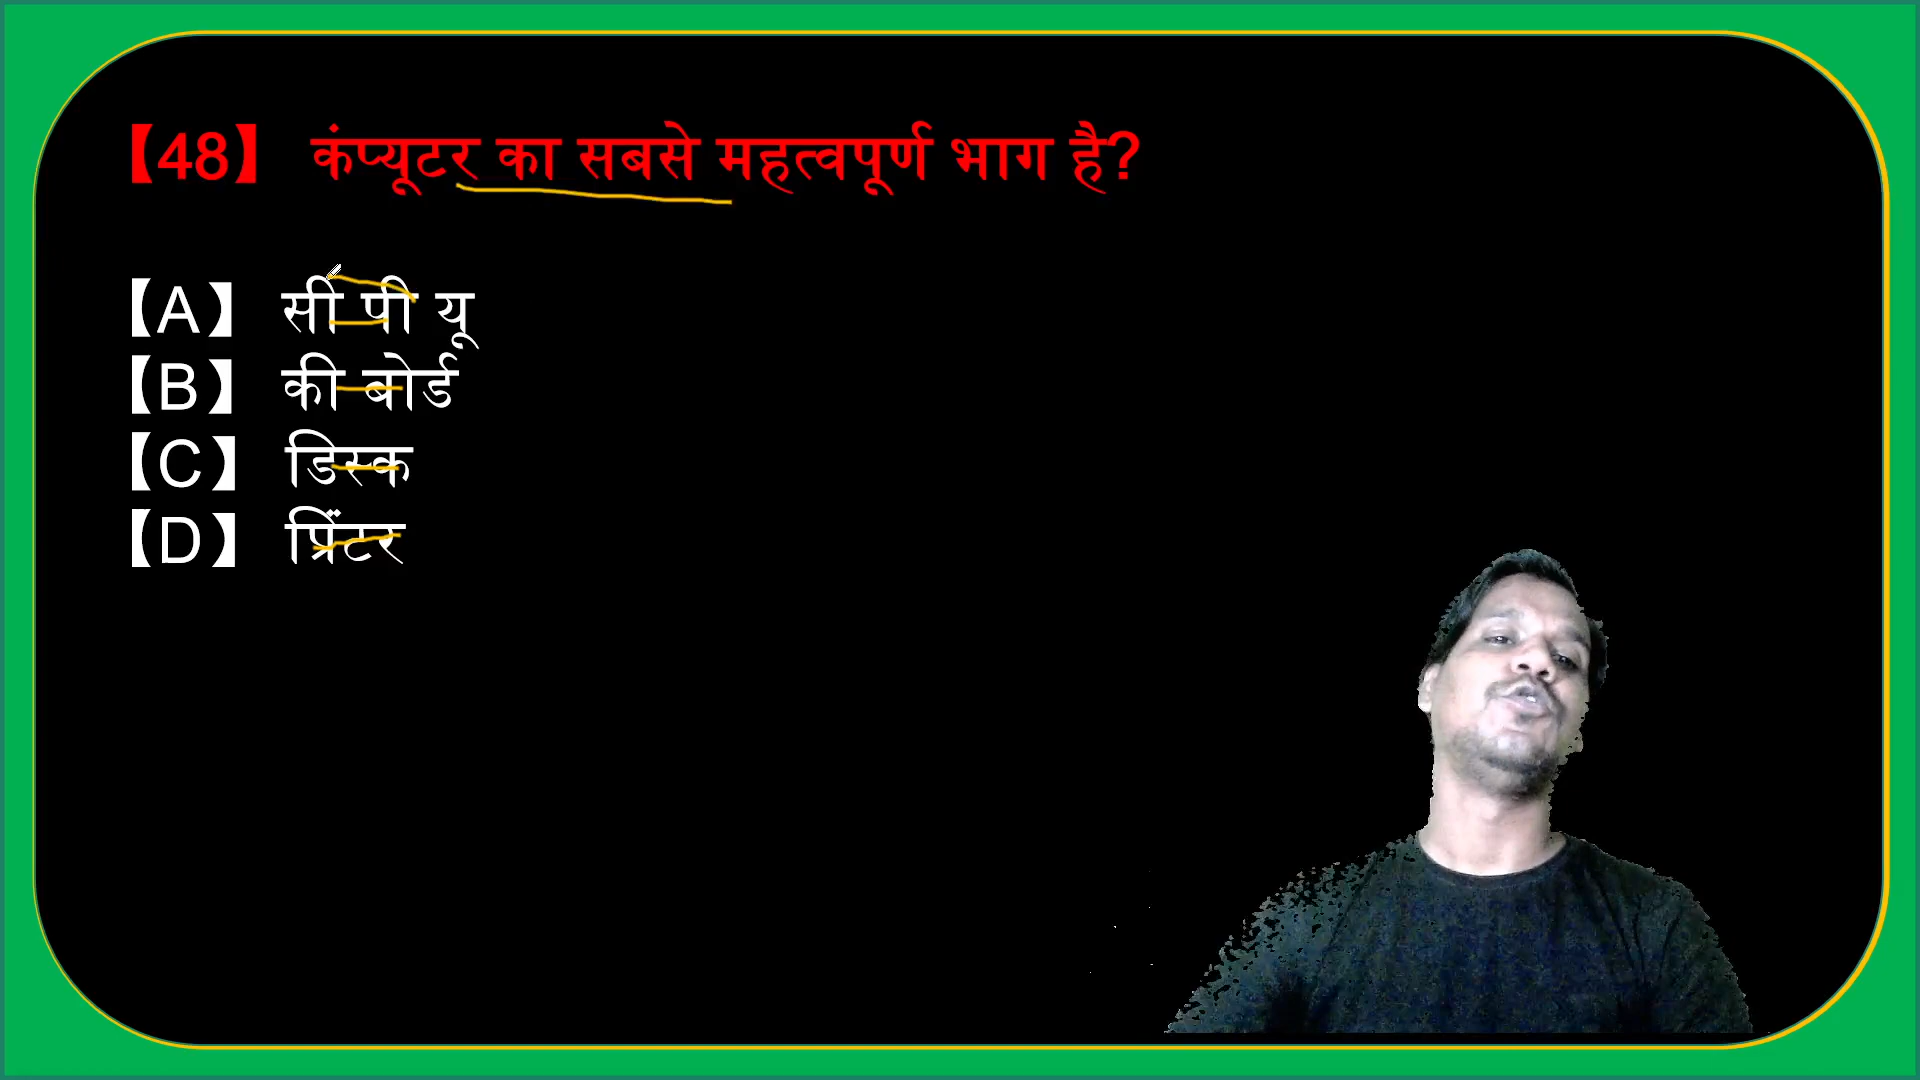 【48】 कंप्यूटर का सबसे महत्वपूर्ण भाग है?
【A】 सी पी यू
【B】 की बोर्ड
【C】 डिस्क
【D】 प्रिंटर